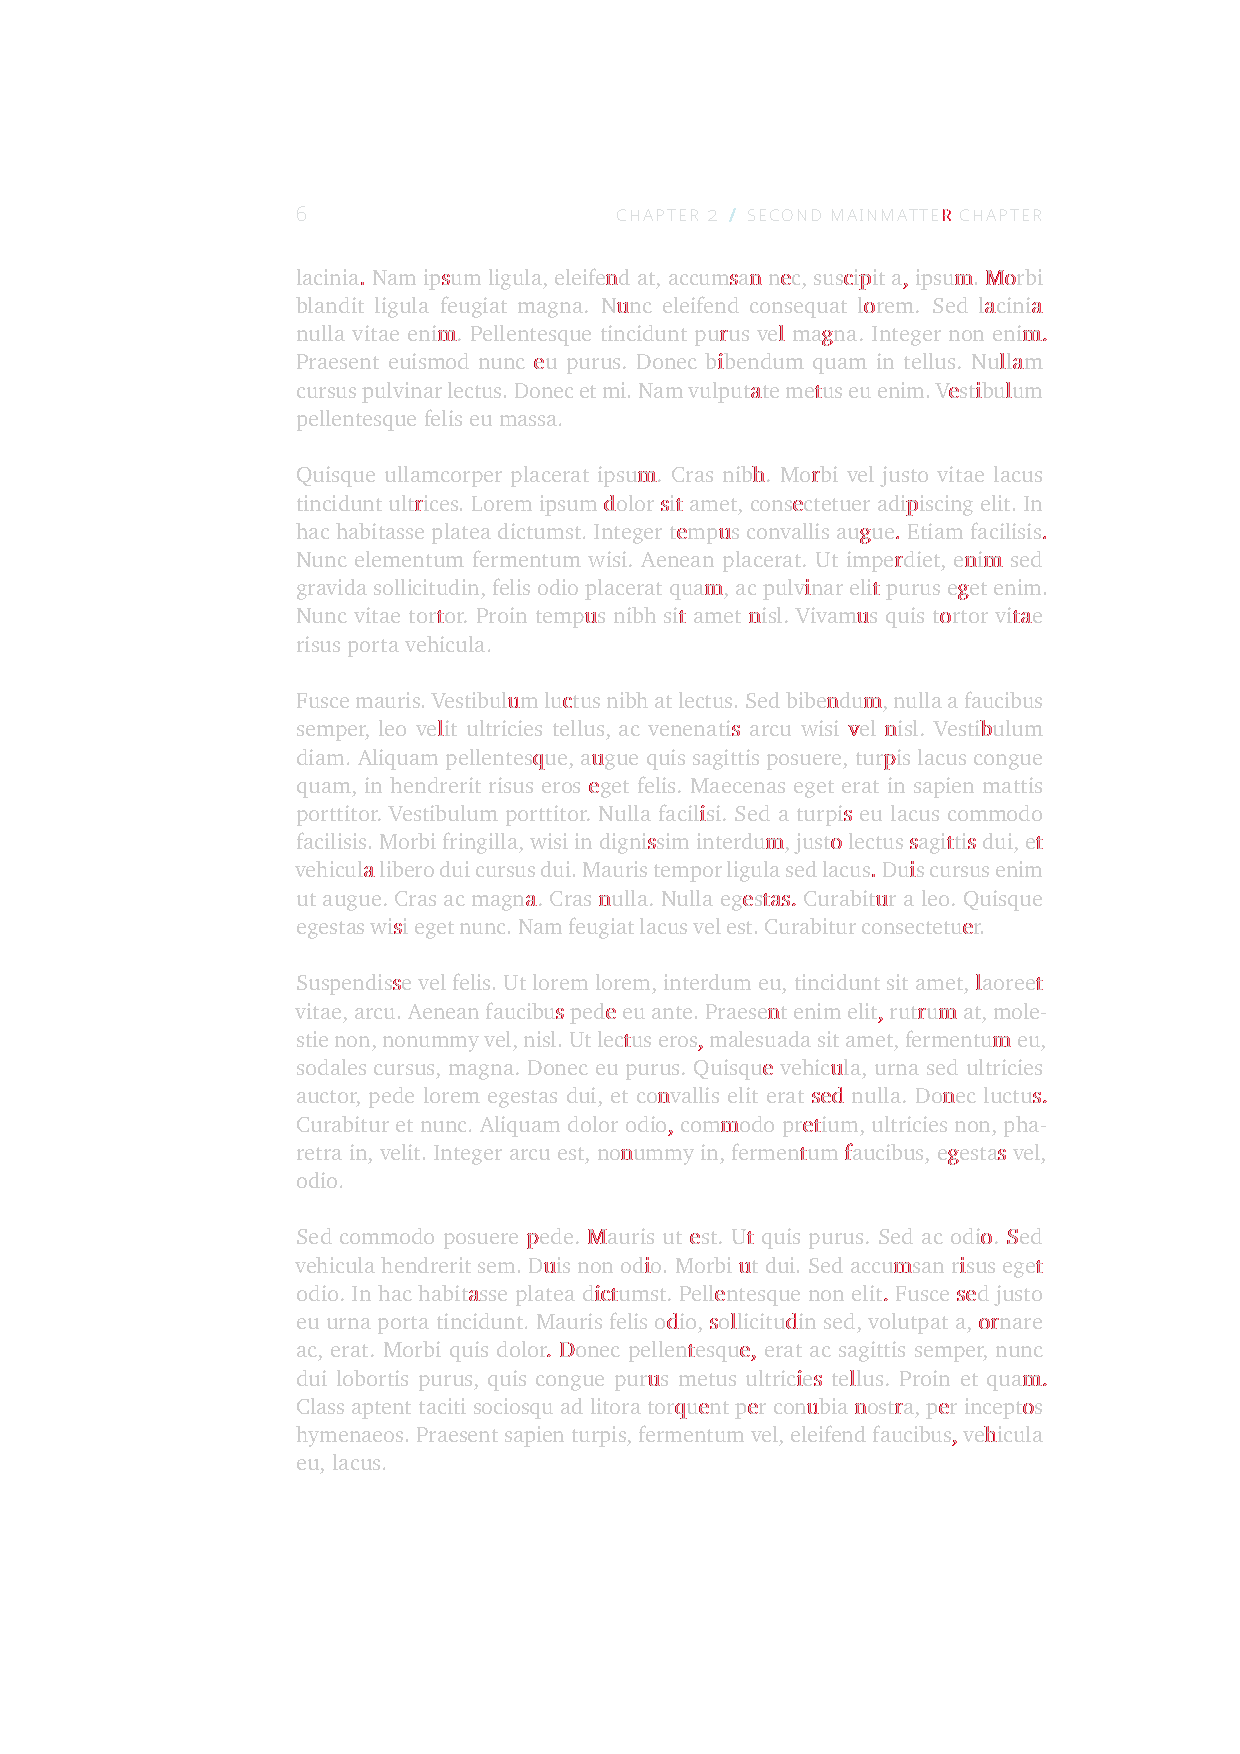 6 CHAPTER 2 / SECOND MAINMATTER CHAPTER
lacinia. Nam ipsum ligula, eleifend at, accumsan nec, suscipit a, ipsum. Morbi
blandit ligula feugiat magna. Nunc eleifend consequat lorem. Sed lacinia
nulla vitae enim. Pellentesque tincidunt purus vel magna. Integer non enim.
Praesent euismod nunc eu purus. Donec bibendum quam in tellus. Nullam
cursus pulvinar lectus. Donec et mi. Nam vulputate metus eu enim. Vestibulum
pellentesque felis eu massa.
Quisque ullamcorper placerat ipsum. Cras nibh. Morbi vel justo vitae lacus
tincidunt ultrices. Lorem ipsum dolor sit amet, consectetuer adipiscing elit. In
hac habitasse platea dictumst. Integer tempus convallis augue. Etiam facilisis.
Nunc elementum fermentum wisi. Aenean placerat. Ut imperdiet, enim sed
gravida sollicitudin, felis odio placerat quam, ac pulvinar elit purus eget enim.
Nunc vitae tortor. Proin tempus nibh sit amet nisl. Vivamus quis tortor vitae
risus porta vehicula.
Fusce mauris. Vestibulum luctus nibh at lectus. Sed bibendum, nulla a faucibus
semper, leo velit ultricies tellus, ac venenatis arcu wisi vel nisl. Vestibulum
diam. Aliquam pellentesque, augue quis sagittis posuere, turpis lacus congue
quam, in hendrerit risus eros eget felis. Maecenas eget erat in sapien mattis
porttitor. Vestibulum porttitor. Nulla facilisi. Sed a turpis eu lacus commodo
facilisis. Morbi fringilla, wisi in dignissim interdum, justo lectus sagittis dui, et
vehicula libero dui cursus dui. Mauris tempor ligula sed lacus. Duis cursus enim
ut augue. Cras ac magna. Cras nulla. Nulla egestas. Curabitur a leo. Quisque
egestas wisi eget nunc. Nam feugiat lacus vel est. Curabitur consectetuer.
Suspendisse vel felis. Ut lorem lorem, interdum eu, tincidunt sit amet, laoreet
vitae, arcu. Aenean faucibus pede eu ante. Praesent enim elit, rutrum at, mole-
stie non, nonummy vel, nisl. Ut lectus eros, malesuada sit amet, fermentum eu,
sodales cursus, magna. Donec eu purus. Quisque vehicula, urna sed ultricies
auctor, pede lorem egestas dui, et convallis elit erat sed nulla. Donec luctus.
Curabitur et nunc. Aliquam dolor odio, commodo pretium, ultricies non, pha-
retra in, velit. Integer arcu est, nonummy in, fermentum faucibus, egestas vel,
odio.
Sed commodo posuere pede. Mauris ut est. Ut quis purus. Sed ac odio. Sed
vehicula hendrerit sem. Duis non odio. Morbi ut dui. Sed accumsan risus eget
odio. In hac habitasse platea dictumst. Pellentesque non elit. Fusce sed justo
eu urna porta tincidunt. Mauris felis odio, sollicitudin sed, volutpat a, ornare
ac, erat. Morbi quis dolor. Donec pellentesque, erat ac sagittis semper, nunc
dui lobortis purus, quis congue purus metus ultricies tellus. Proin et quam.
Class aptent taciti sociosqu ad litora torquent per conubia nostra, per inceptos
hymenaeos. Praesent sapien turpis, fermentum vel, eleifend faucibus, vehicula
eu, lacus.